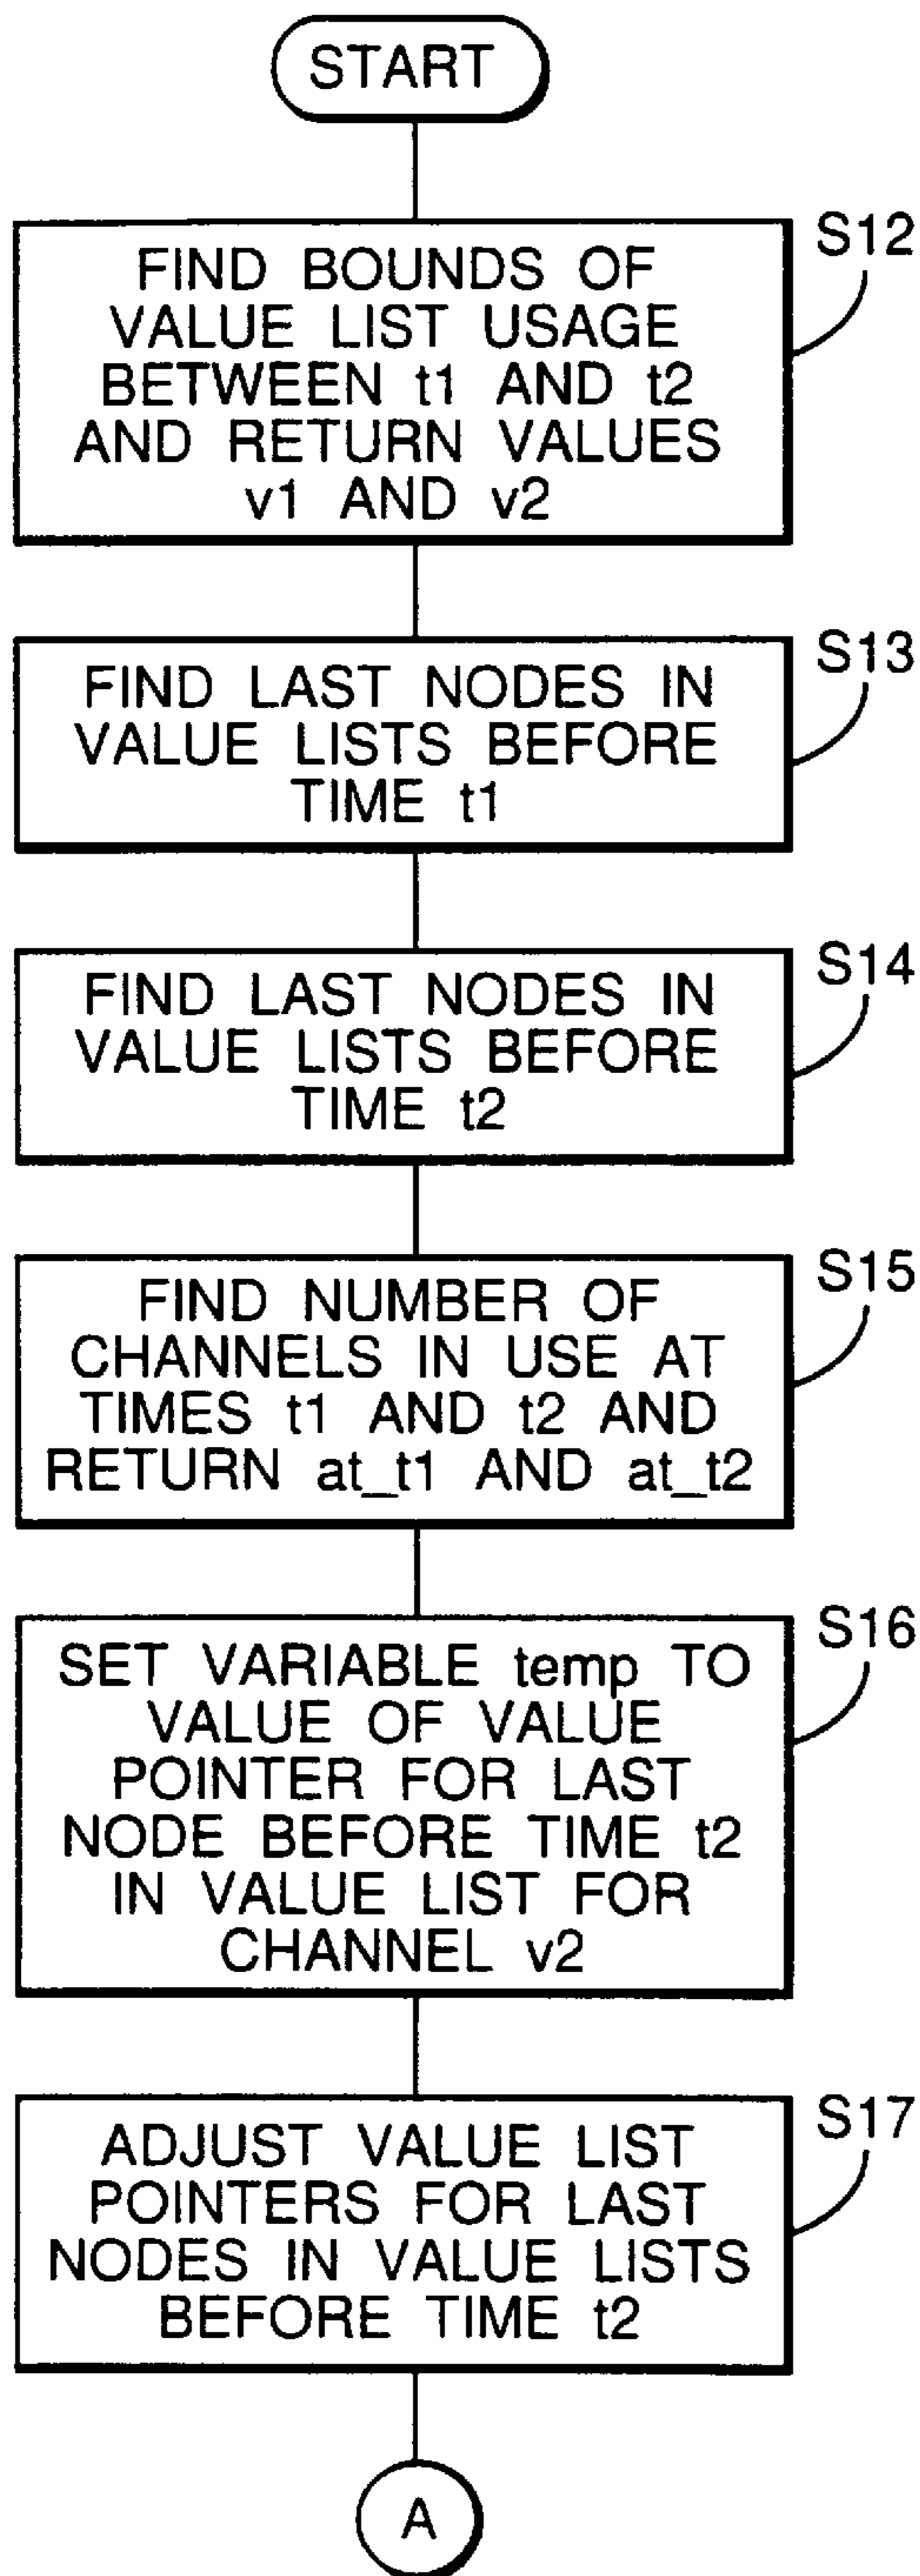 START
S12
FIND BOUNDS OF
VALUE LIST USAGE
BETWEEN t1 AND t2
AND RETURN VALUES
v1 AND v2
S13
FIND LAST NODES IN
VALUE LISTS BEFORE
TIME t1
S14
FIND LAST NODES IN
VALUE LISTS BEFORE
TIME t2
S15
FIND NUMBER OF
CHANNELS IN USE AT
TIMES t1 AND t2 AND
RETURN at_t1 AND at_t2
S16
SET VARIABLE temp TO
VALUE OF VALUE
POINTER FOR LAST
NODE BEFORE TIME t2
IN VALUE LIST FOR
CHANNEL v2
S17
ADJUST VALUE LIST
POINTERS FOR LAST
NODES IN VALUE LISTS
BEFORE TIME t2
A